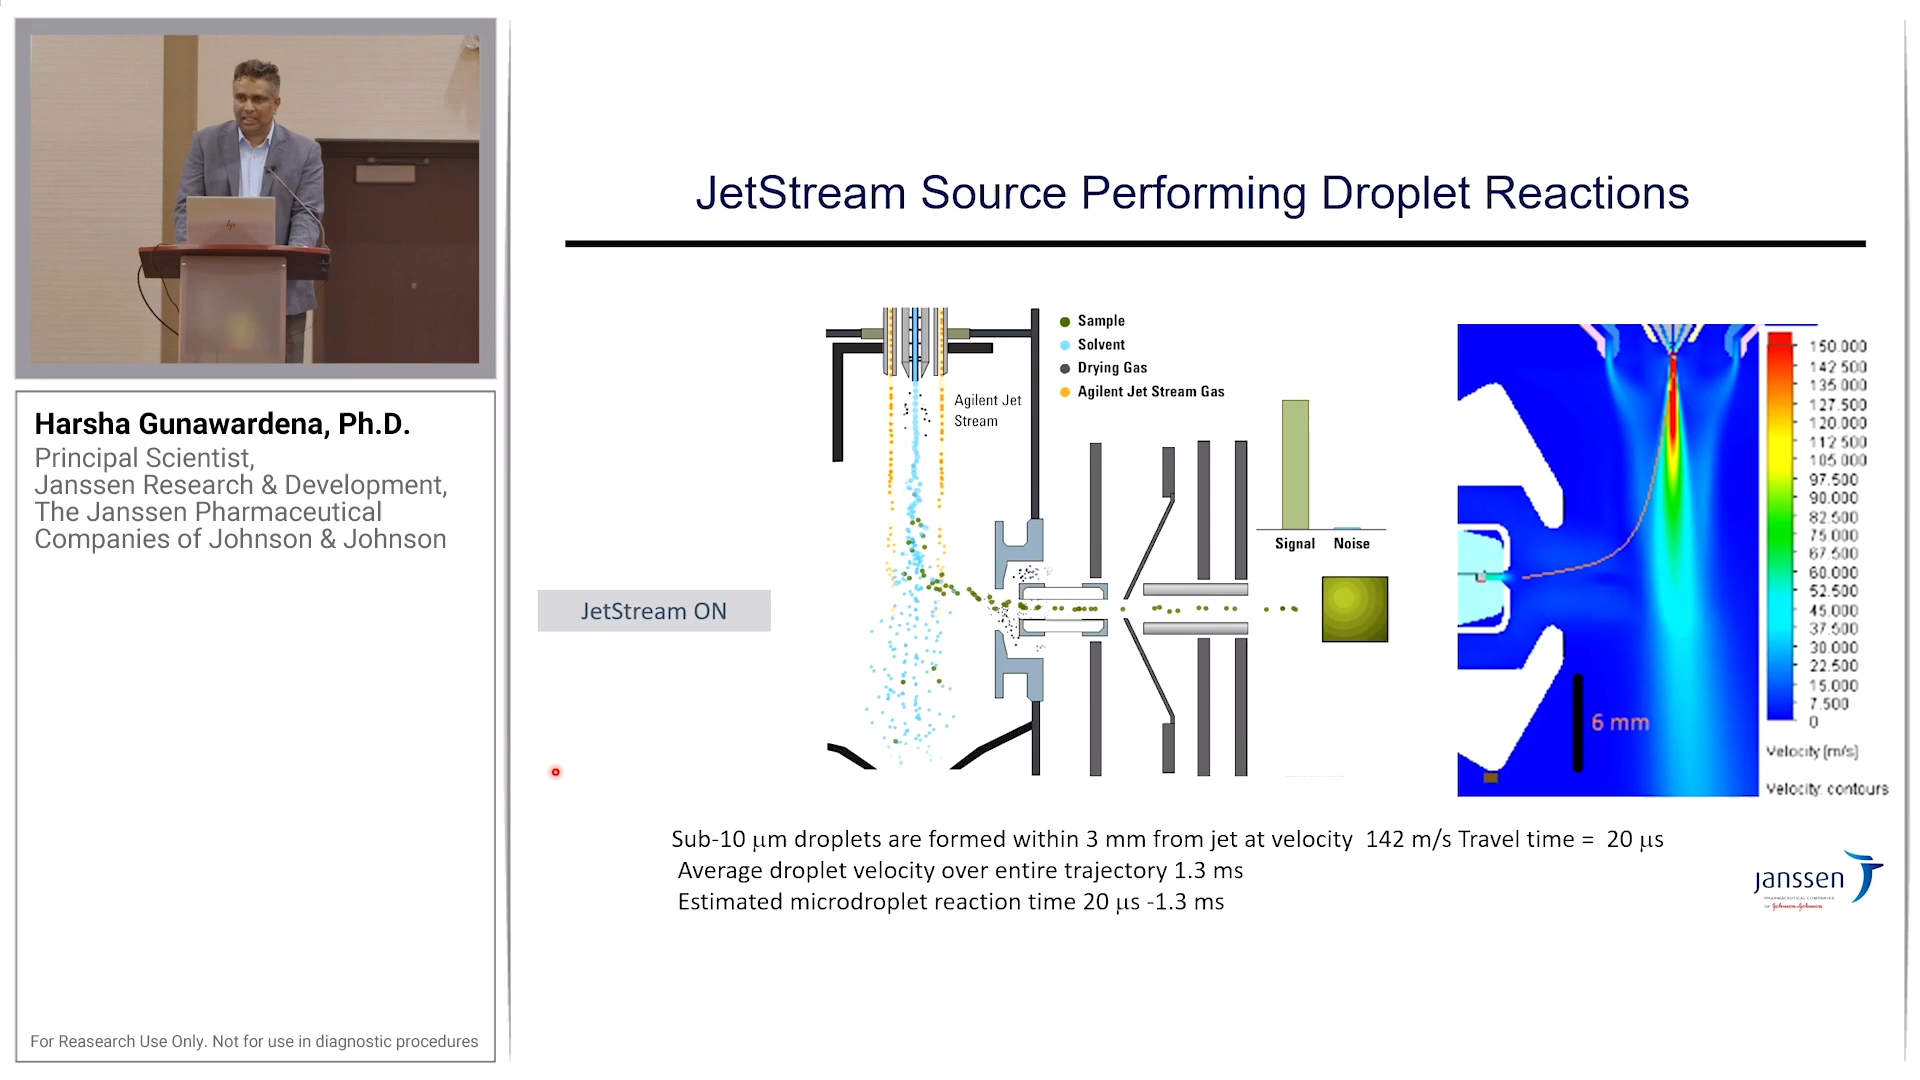 Harsha Gunawardena, Ph.D.
Principal Scientist,
Janssen Research & Development,
The Janssen Pharmaceutical
Companies of Johnson & Johnson
For Reasearch Use Only. Not for use in diagnostic procedures
JetStream Source Performing Droplet Reactions
JetStream ON
Agilent Jet
Stream
Sample
Solvent
Drying Gas
Agilent Jet Stream Gas
Signal Noise
6 mm
150.000
142 500
135.000
127.500
120.000
112 500
105.000
97.500
90.000
82.500
75.000
67.500
60.000
52.500
45.000
37.500
30.000
22.500
15.000
7.500
0
Velocity [m/s]
Velocity: contours
Sub-10 μm droplets are formed within 3 mm from jet at velocity 142 m/s Travel time = 20 μs
Average droplet velocity over entire trajectory 1.3 ms
Estimated microdroplet reaction time 20 μs -1.3 ms
janssen
PHARMACEUTICAL COMPANIES
OF Johnson & Johnson
hp